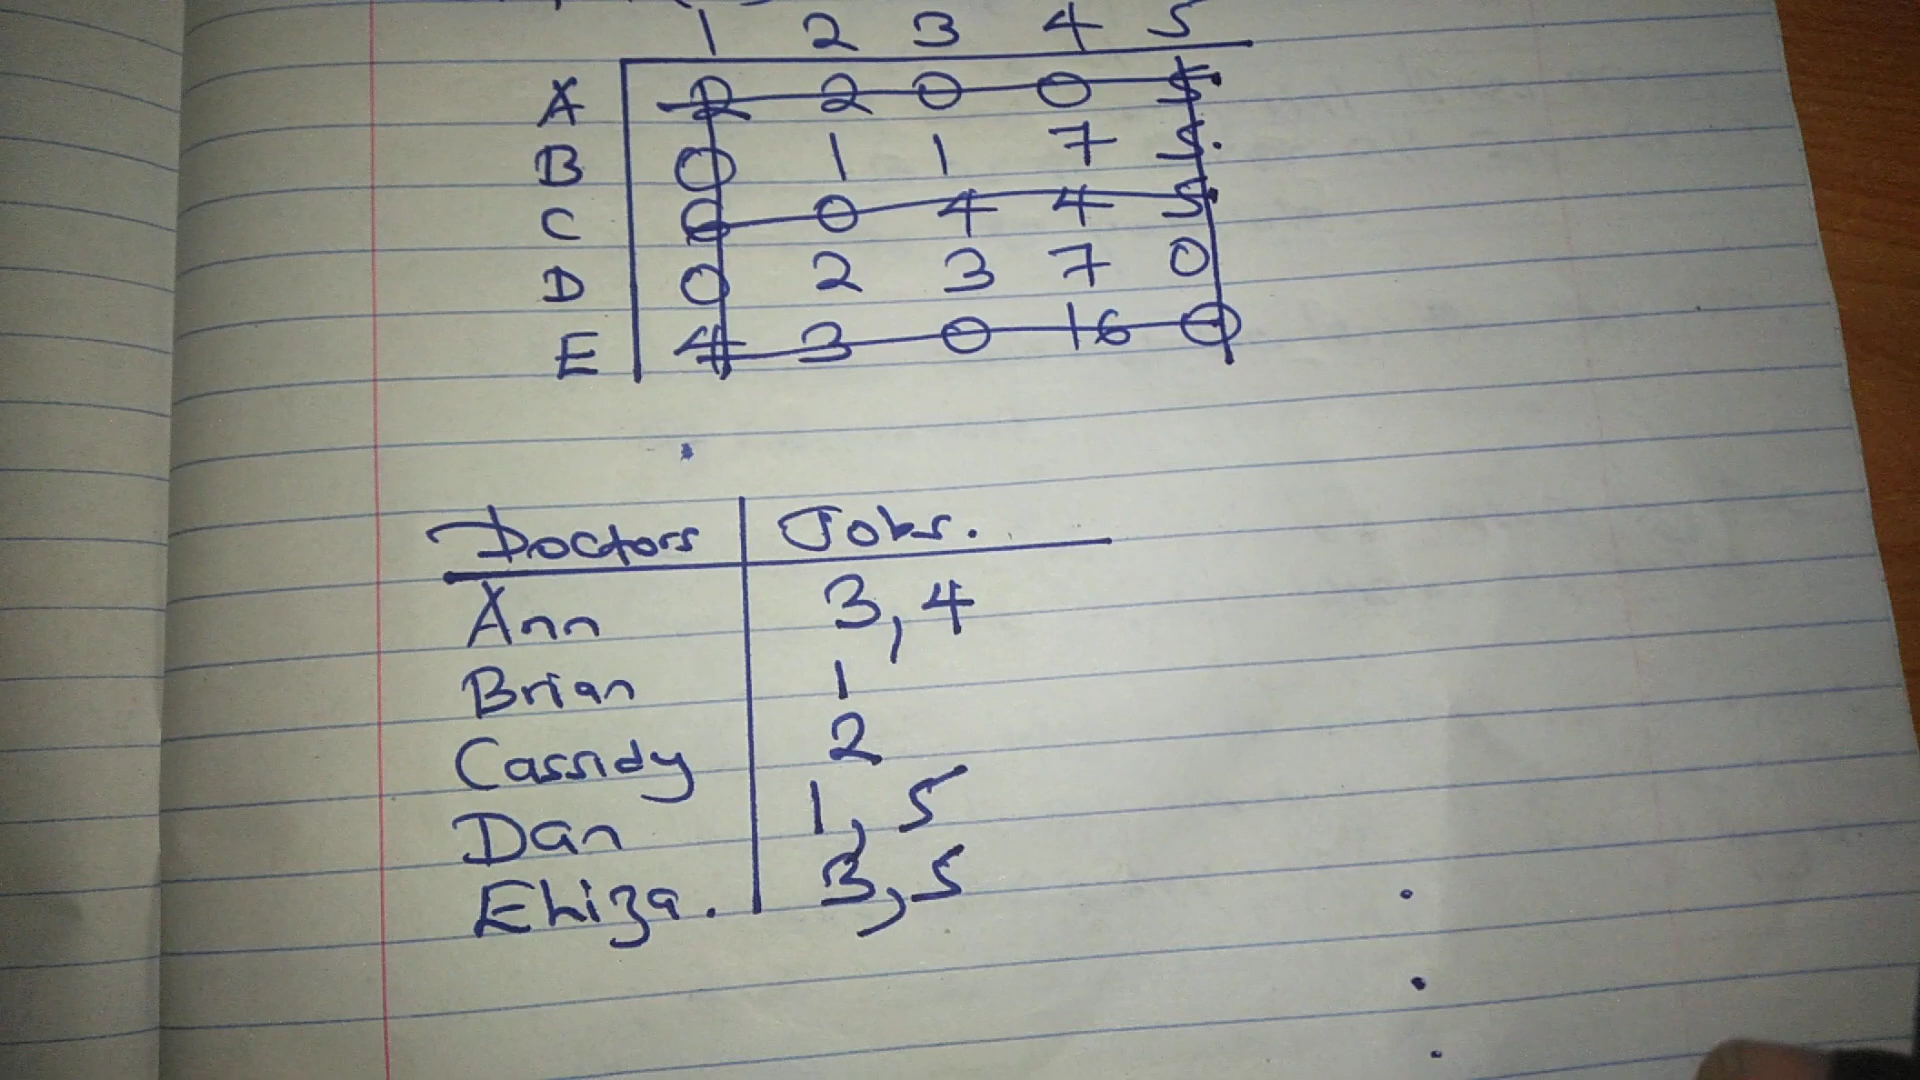 1 2 3 4 5
A 2 2 0 0 5
B 0 1 1 7 5
C 0 0 4 4 5
D 0 2 3 7 0
E 4 3 0 16 0
Doctors Jobs.
Ann 3, 4
Brian 1
Cassidy 2
Dan 1, 5
Ehiza. 3, 5